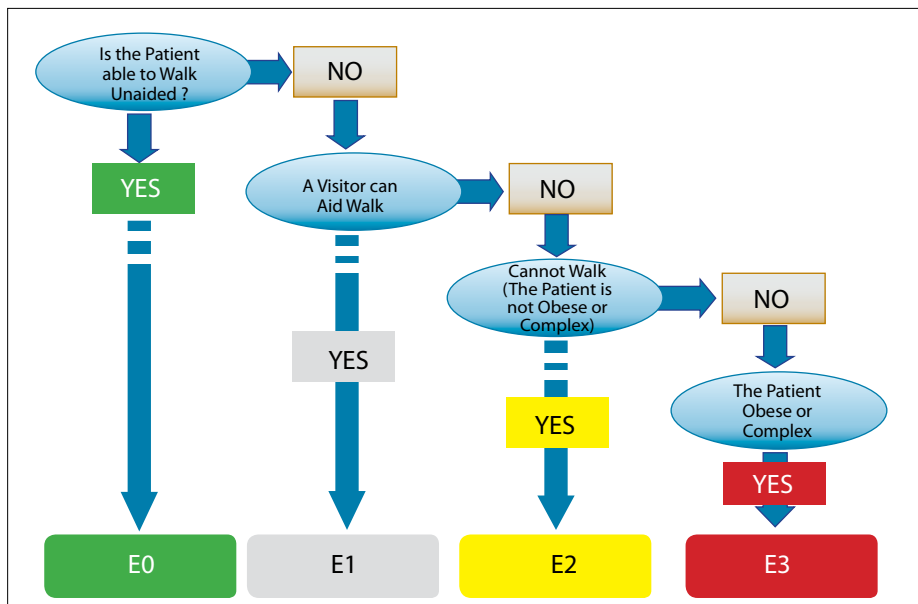 Is the Patient
able to Walk
Unaided ?
NO
YES
A Visitor can
Aid Walk
NO
Cannot Walk
(The Patient is
not Obese or
Complex)
NO
YES
The Patient
Obese or
Complex
YES
YES
E0
E1
E2
E3